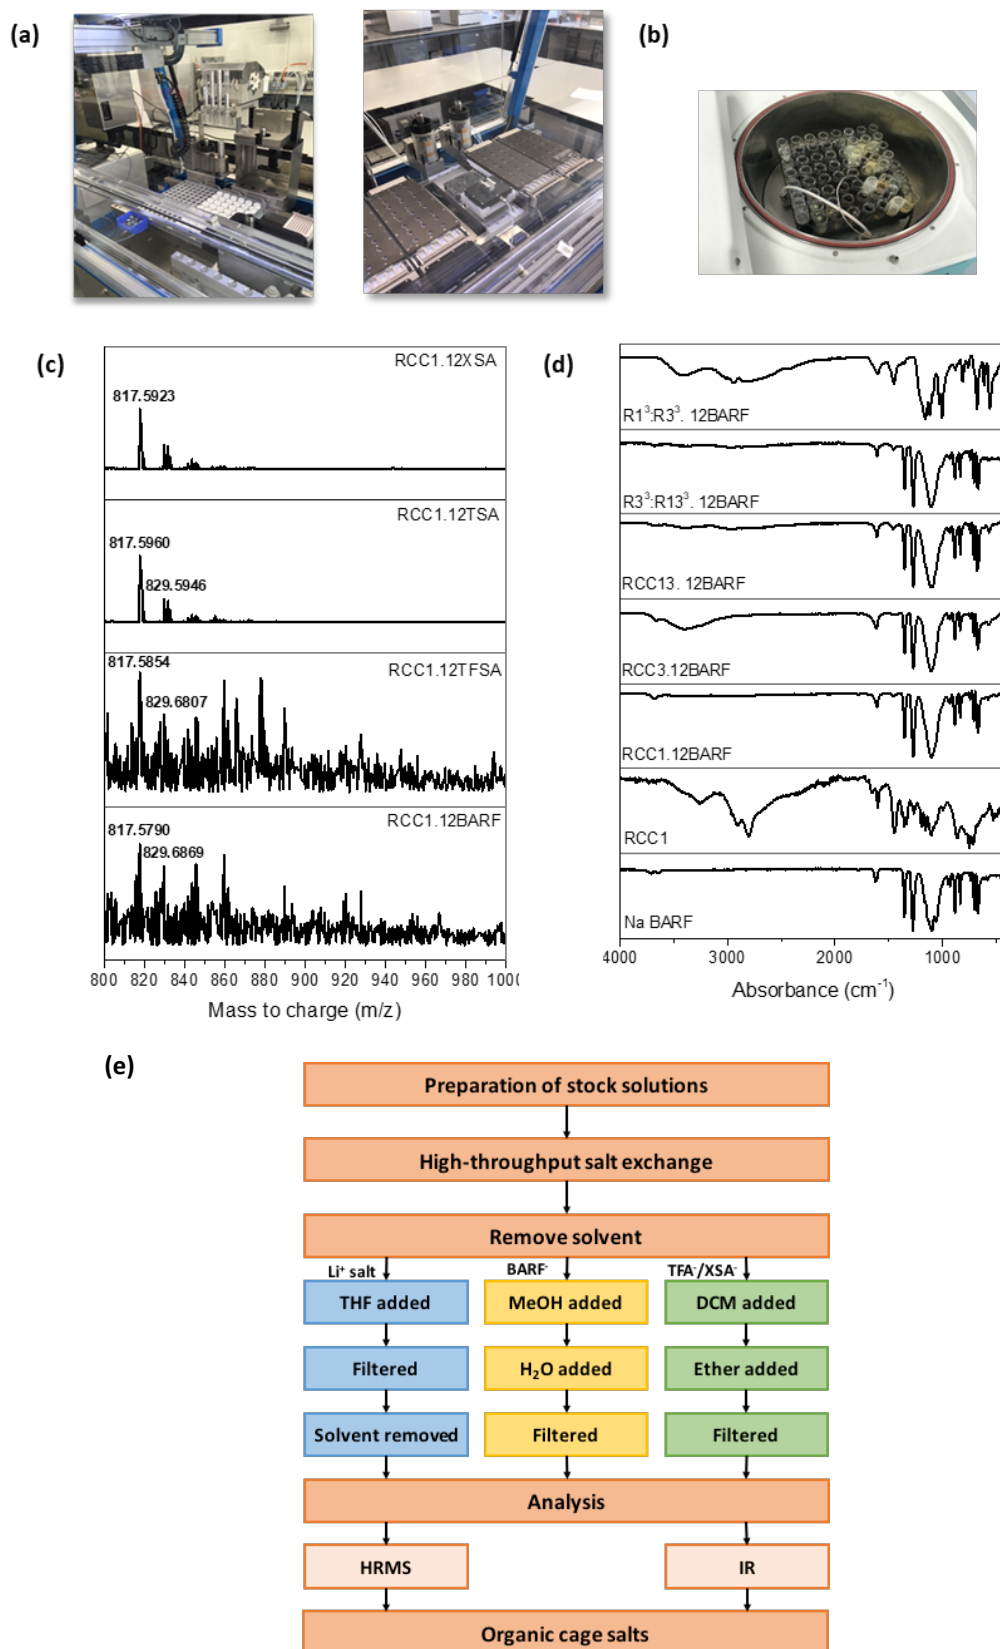 (a)
(b)
(c)
RCC1.12XSA
817.5923
RCC1.12TSA
817.5960
829.5946
RCC1.12TFSA
817.5854
829.6807
RCC1.12BARF
817.5790
829.6869
800 820 840 860 880 900 920 940 960 980 100
Mass to charge (m/z)
(d)
R1³:R3³. 12BARF
R3³:R13³. 12BARF
RCC13. 12BARF
RCC3.12BARF
RCC1.12BARF
RCC1
Na BARF
4000 3000 2000 1000
Absorbance (cm⁻¹)
(e)
Preparation of stock solutions
High-throughput salt exchange
Remove solvent
Li⁺ salt BARF⁻ TFA⁻/XSA⁻
THF added MeOH added DCM added
Filtered H₂O added Ether added
Solvent removed Filtered Filtered
Analysis
HRMS IR
Organic cage salts